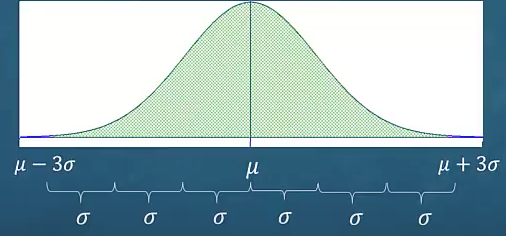 μ − 3σ μ μ + 3σ
σ σ σ σ σ σ